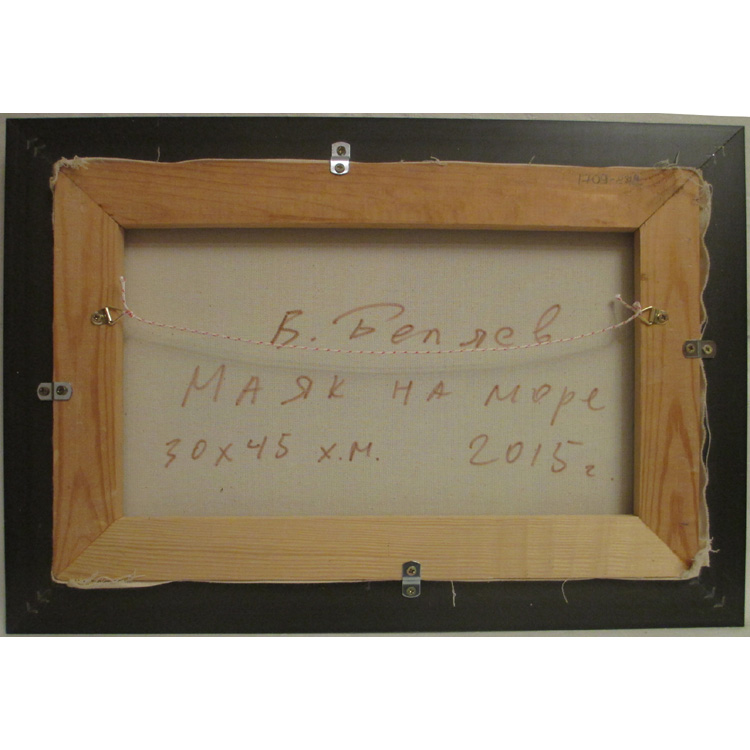 В. Беляев
Маяк на море
30х45 х.м. 2015г.